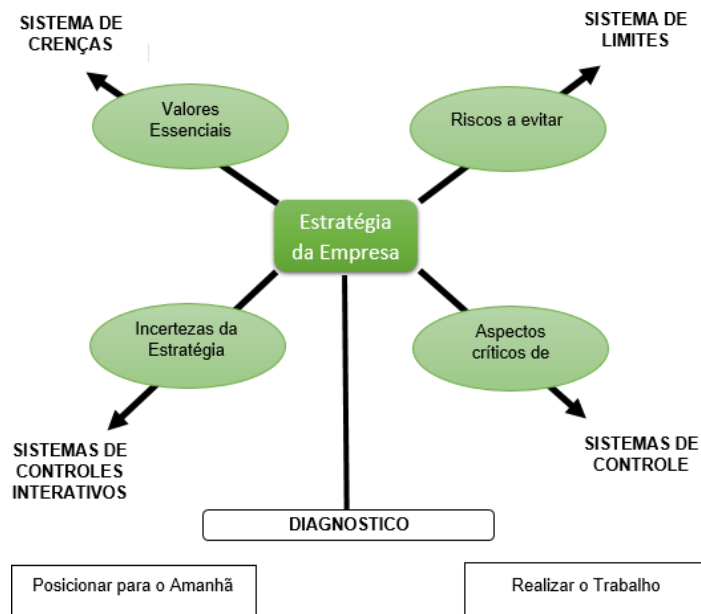 SISTEMA DE
CRENÇAS
SISTEMA DE
LIMITES
Valores
Essenciais
Riscos a evitar
Estratégia
da Empresa
Incertezas da
Estratégia
Aspectos
críticos de
SISTEMAS DE
CONTROLES
INTERATIVOS
SISTEMAS DE
CONTROLE
DIAGNOSTICO
Posicionar para o Amanhã
Realizar o Trabalho